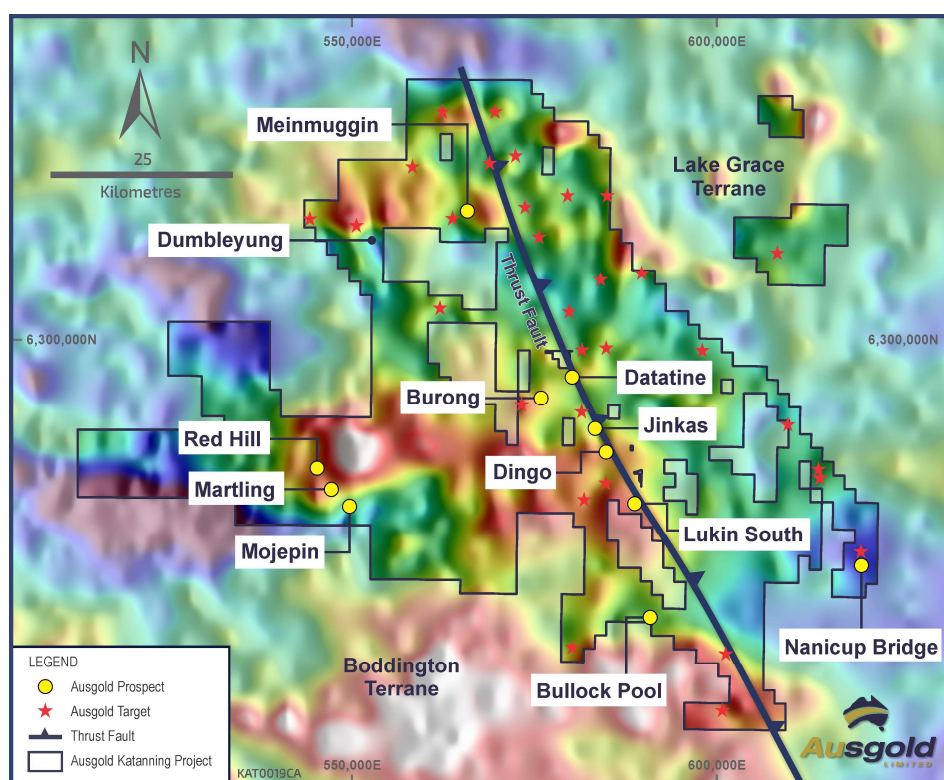 550,000E
600,000E
N
25
Kilometres
Meinmuggin
Lake Grace
Terrane
Dumbleyung
Thrust Fault
6,300,000N
6,300,000N
Datatine
Burong
Jinkas
Red Hill
Dingo
Martling
Lukin South
Mojepin
Nanicup Bridge
Boddington
Terrane
Bullock Pool
LEGEND
Ausgold Prospect
Ausgold Target
Thrust Fault
Ausgold Katanning Project
KAT0019CA
550,000E
600,000E
Ausgold
LIMITED